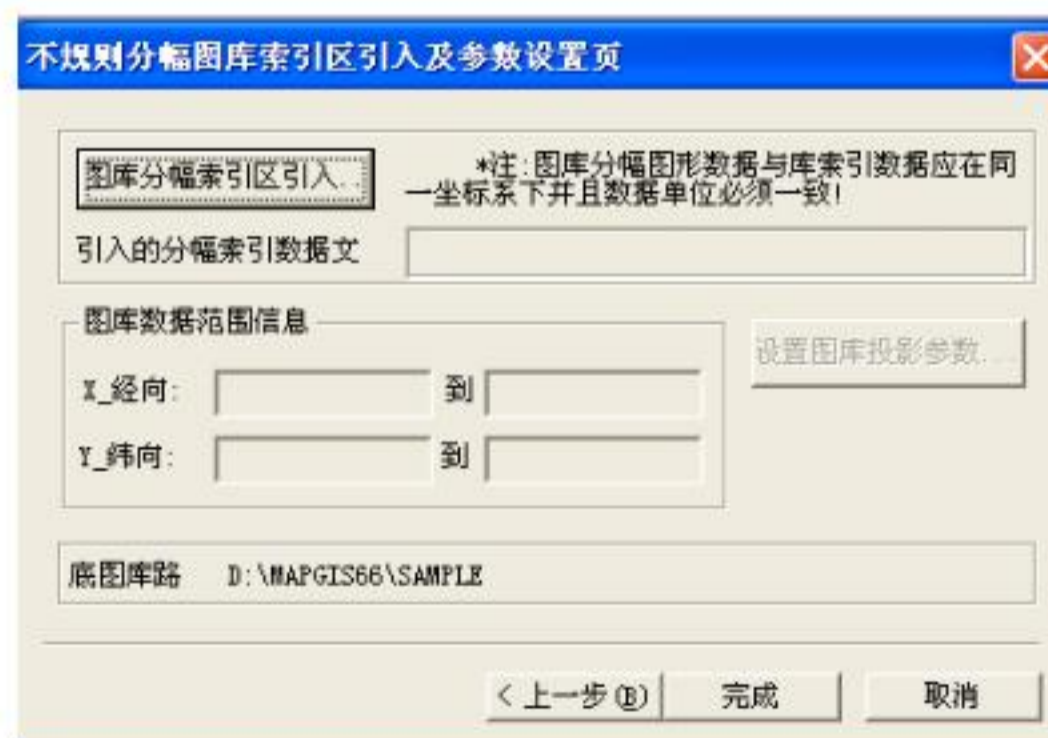 不规则分幅图库索引区引入及参数设置页
图库分幅索引区引入...
*注:图库分幅图形数据与库索引数据应在同
一坐标系下并且数据单位必须一致!
引入的分幅索引数据文
图库数据范围信息
设置图库投影参数...
X_经向:
到
Y_纬向:
到
底图库路 D:\MAPGIS66\SAMPLE
< 上一步(B)
完成
取消